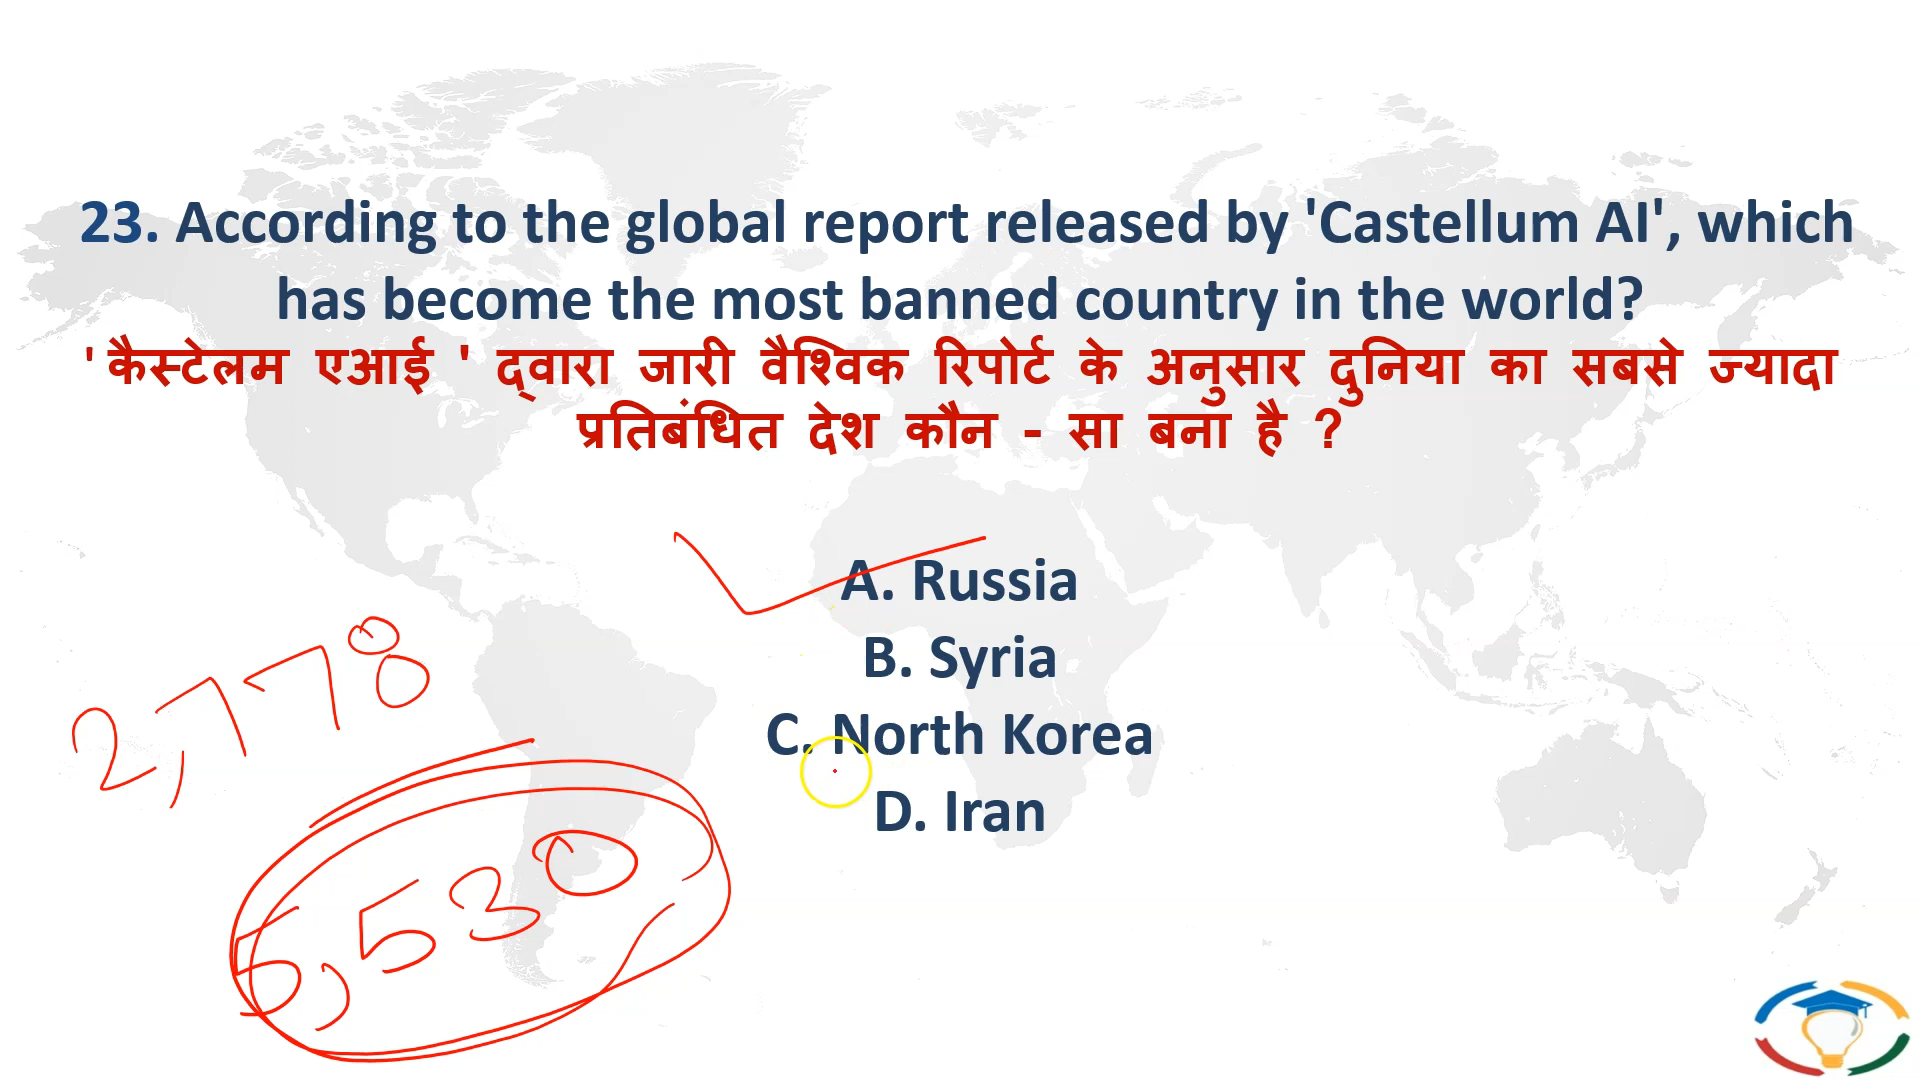 23. According to the global report released by 'Castellum AI', which
has become the most banned country in the world?
' कैस्टेलम एआई ' द्वारा जारी वैश्विक रिपोर्ट के अनुसार दुनिया का सबसे ज्यादा
प्रतिबंधित देश कौन - सा बना है ?
A. Russia
B. Syria
C. North Korea
D. Iran
2,778
5,530